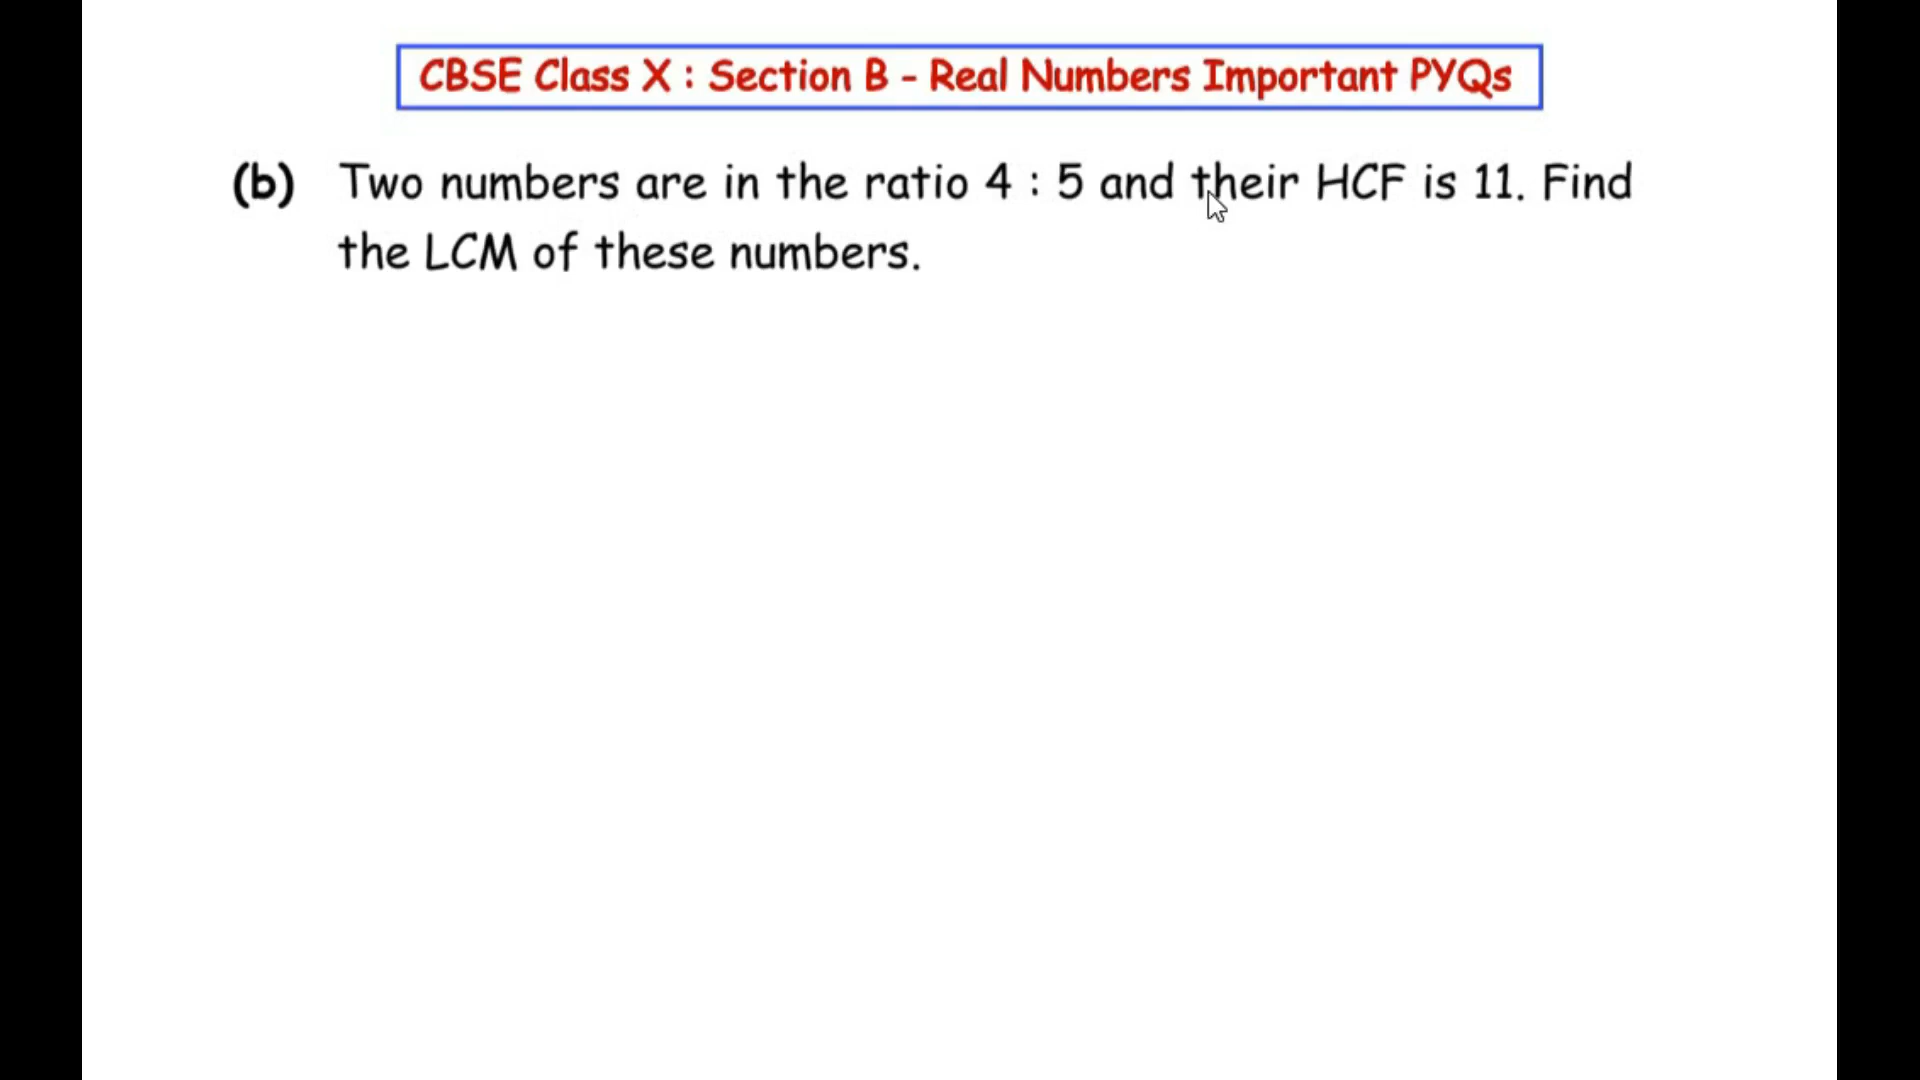 CBSE Class X : Section B - Real Numbers Important PYQs
(b) Two numbers are in the ratio 4 : 5 and their HCF is 11. Find
the LCM of these numbers.